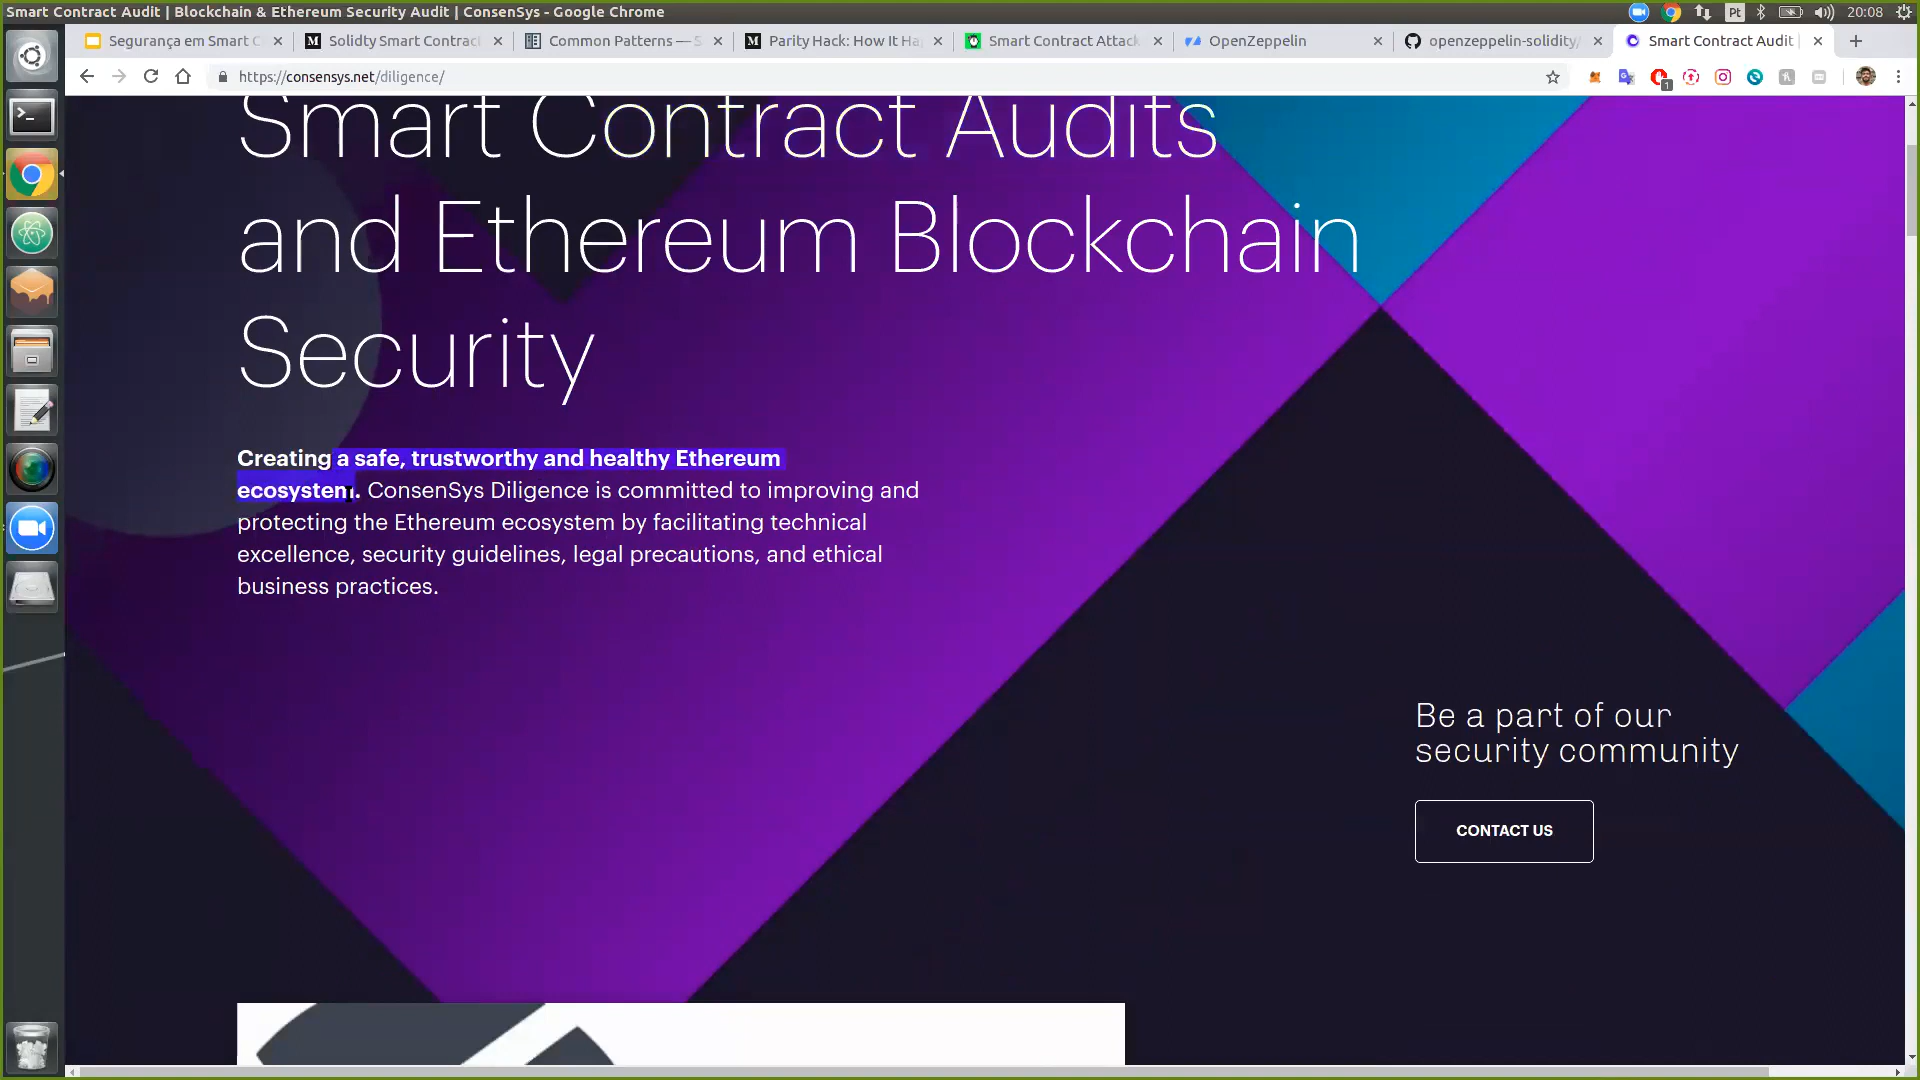 Smart Contract Audit | Blockchain & Ethereum Security Audit | ConsenSys - Google Chrome
Pt
20:08
Segurança em Smart C
Solidty Smart Contrac
Common Patterns — S
Parity Hack: How It Ha
Smart Contract Attack
OpenZeppelin
openzeppelin-solidity/
Smart Contract Audit |
https://consensys.net/diligence/
1
Smart Contract Audits
and Ethereum Blockchain
Security
Creating a safe, trustworthy and healthy Ethereum
ecosystem. ConsenSys Diligence is committed to improving and
protecting the Ethereum ecosystem by facilitating technical
excellence, security guidelines, legal precautions, and ethical
business practices.
Be a part of our
security community
CONTACT US